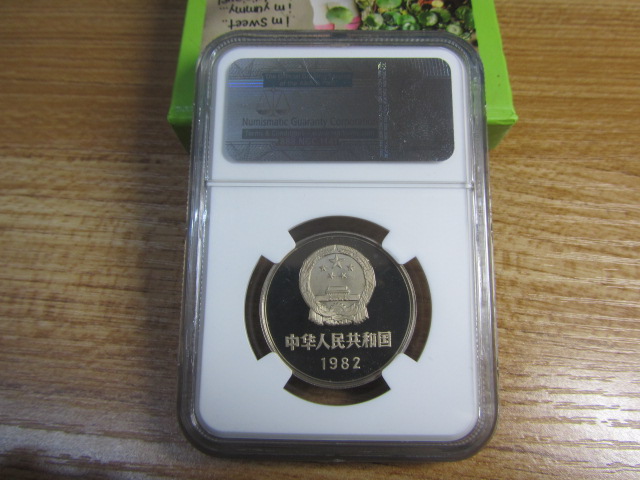 i m Sweet...
i m yummy...
Numismatic Guaranty Corporation
中华人民共和国
1982